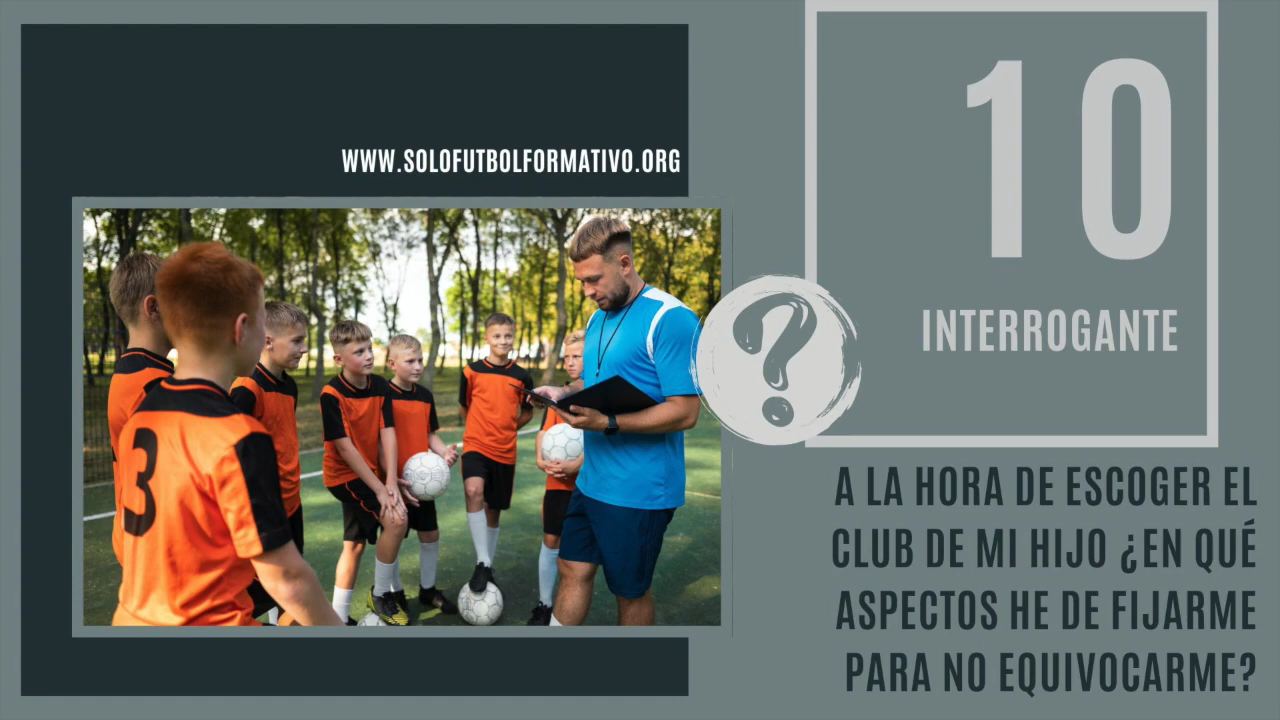 WWW.SOLOFUTBOLFORMATIVO.ORG
3
10
INTERROGANTE
?
A LA HORA DE ESCOGER EL
CLUB DE MI HIJO ¿EN QUÉ
ASPECTOS HE DE FIJARME
PARA NO EQUIVOCARME?